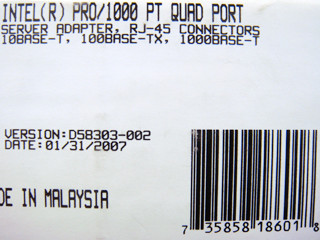 INTEL(R) PRO/1000 PT QUAD PORT
SERVER ADAPTER, RJ-45 CONNECTORS
10BASE-T, 100BASE-TX, 1000BASE-T
VERSION:D58303-002
DATE:01/31/2007
DE IN MALAYSIA
7 35858 18601 8